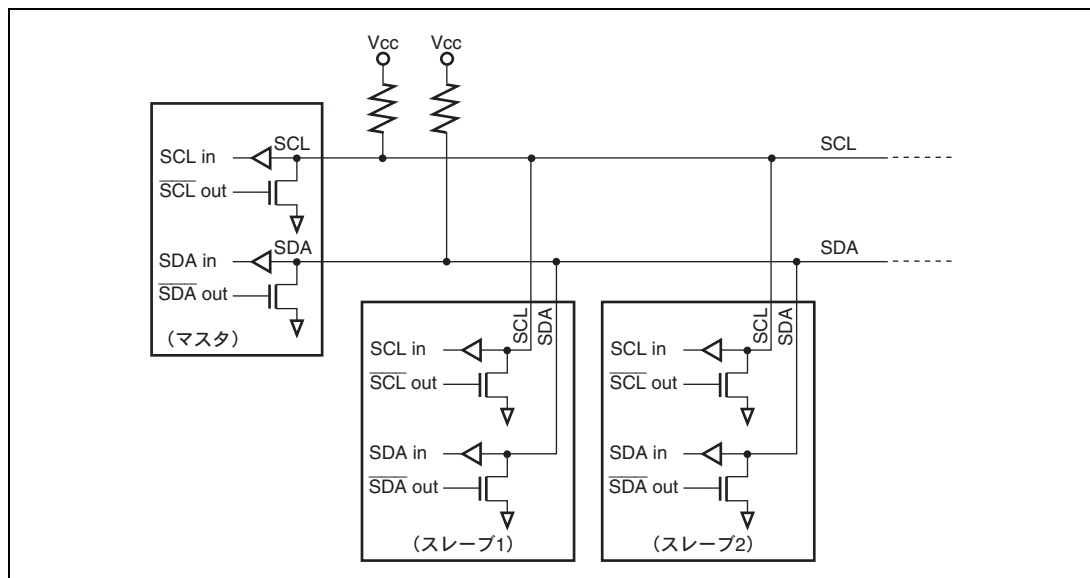 Vcc Vcc
SCL in
SCL
SCL
SCL out
SDA in
SDA
SDA
SDA out
(マスタ)
SCL
SDA
SCL in
SCL out
SDA in
SDA out
(スレーブ1)
SCL
SDA
SCL in
SCL out
SDA in
SDA out
(スレーブ2)